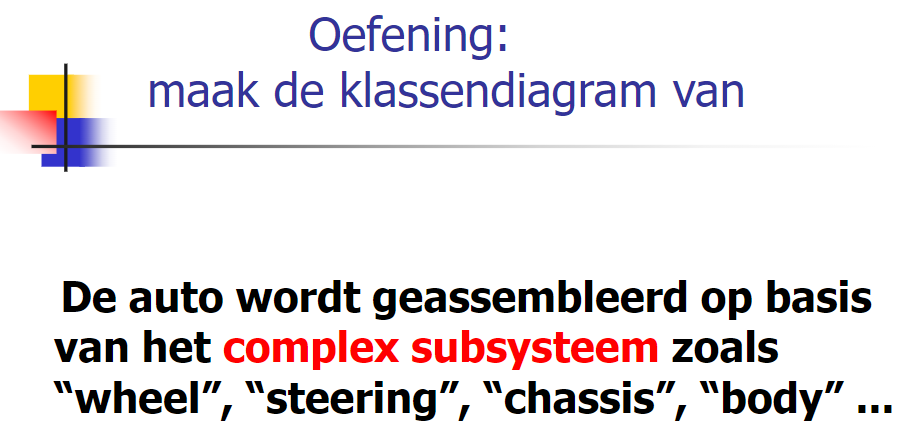 Oefening:
maak de klassendiagram van
De auto wordt geassembleerd op basis
van het complex subsysteem zoals
“wheel”, “steering”, “chassis”, “body” ...